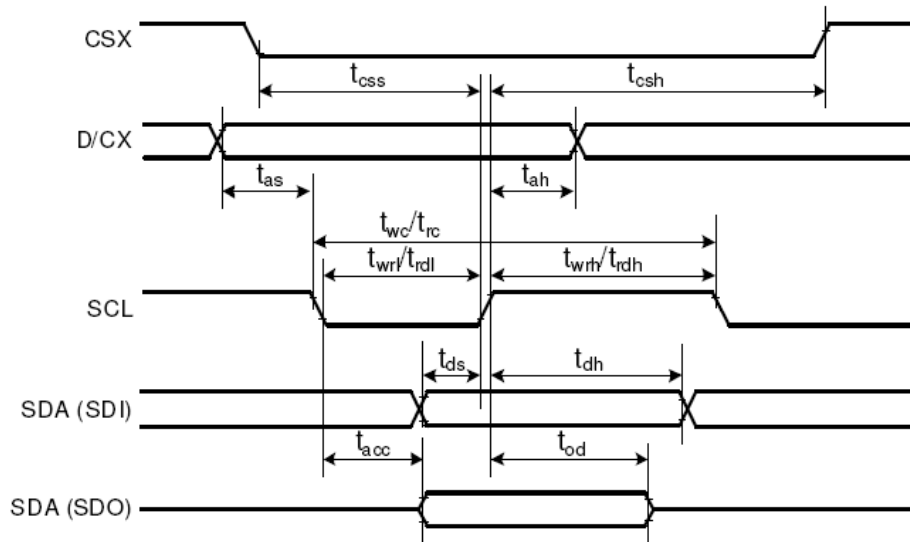 CSX
t_css
t_csh
D/CX
t_as
t_ah
t_wc/t_rc
t_wrl/t_rdl
t_wrh/t_rdh
SCL
t_ds
t_dh
SDA (SDI)
t_acc
t_od
SDA (SDO)